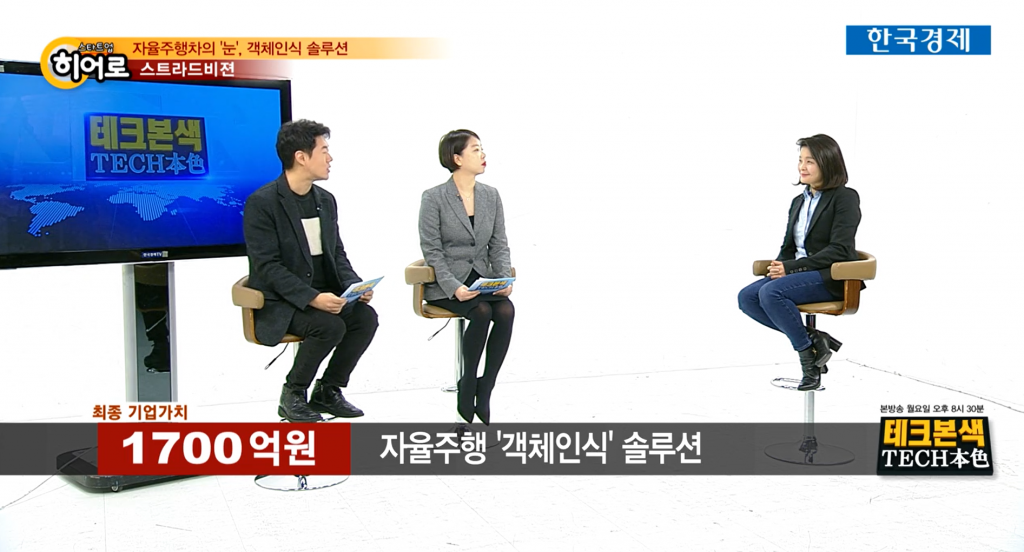 스타트업
히어로
자율주행차의 '눈', 객체인식 솔루션
스트라드비젼
한국경제
테크본색
TECH本色
최종 기업가치
1700억원
자율주행 '객체인식' 솔루션
본방송 월요일 오후 8시 30분
테크본색
TECH本色